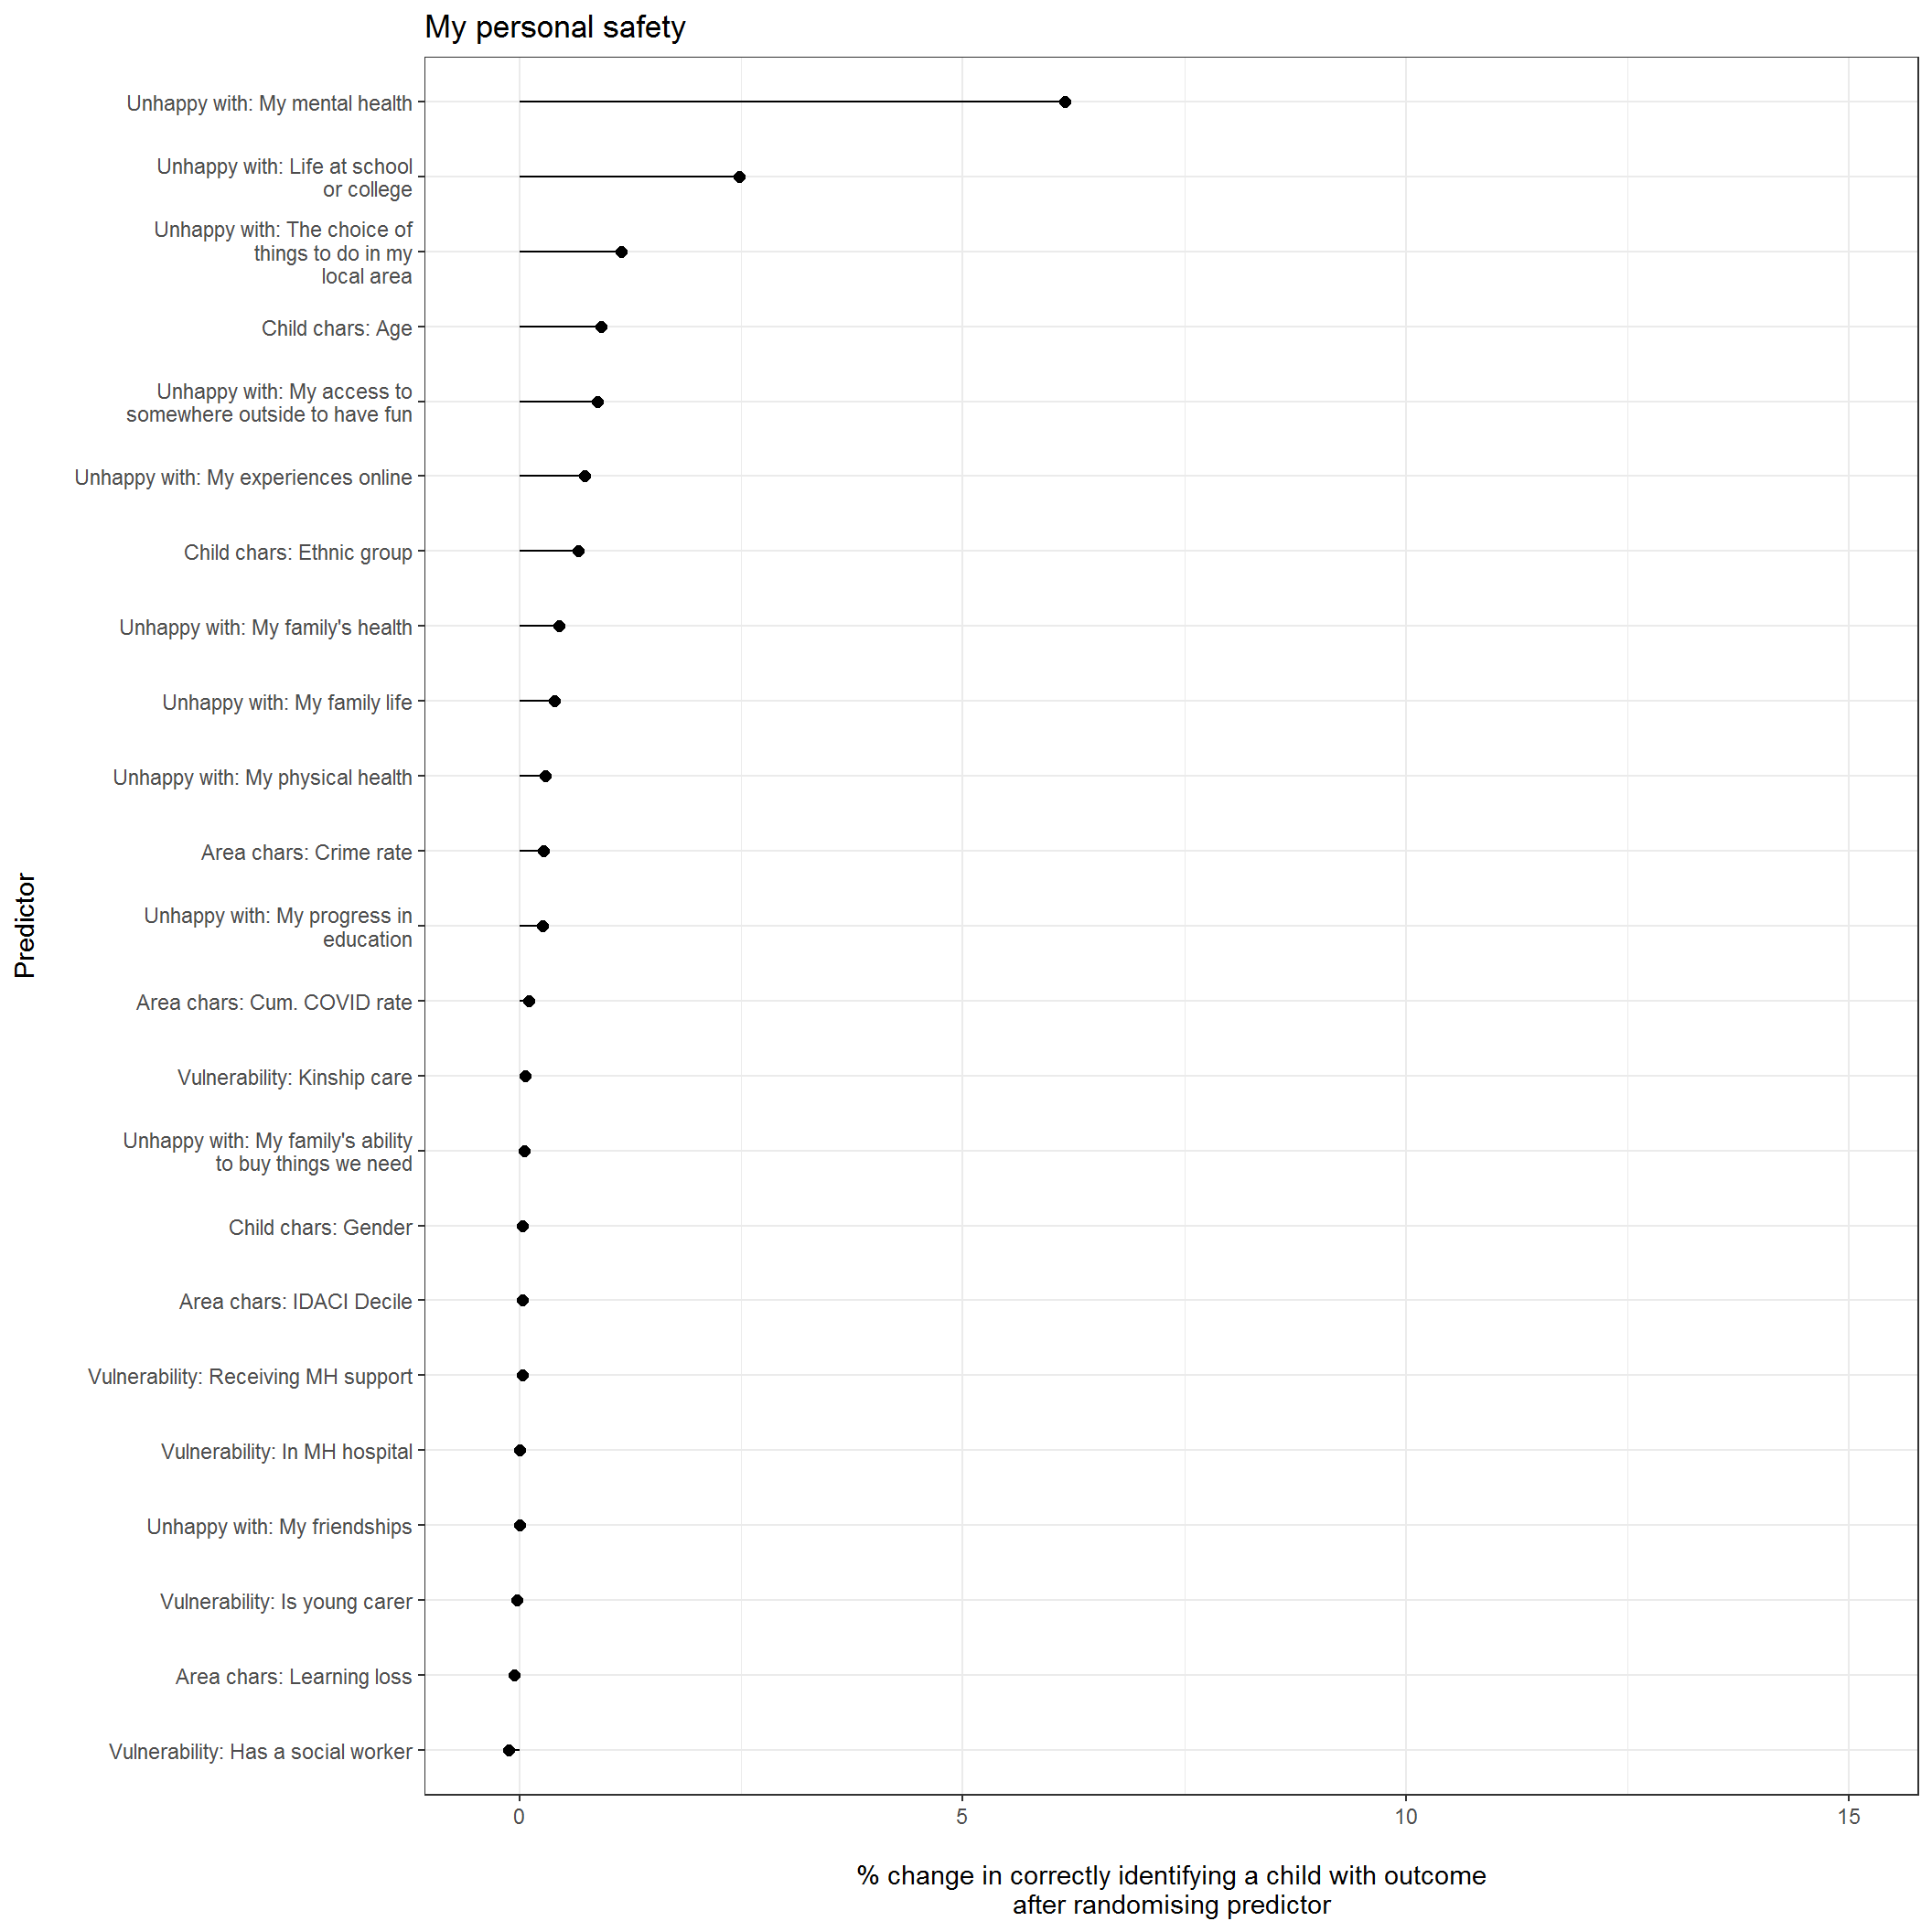 My personal safety
Unhappy with: My mental health
Unhappy with: Life at school
or college
Unhappy with: The choice of
things to do in my
local area
Child chars: Age
Unhappy with: My access to
somewhere outside to have fun
Unhappy with: My experiences online
Child chars: Ethnic group
Unhappy with: My family's health
Unhappy with: My family life
Unhappy with: My physical health
Area chars: Crime rate
Unhappy with: My progress in
education
Area chars: Cum. COVID rate
Vulnerability: Kinship care
Unhappy with: My family's ability
to buy things we need
Child chars: Gender
Area chars: IDACI Decile
Vulnerability: Receiving MH support
Vulnerability: In MH hospital
Unhappy with: My friendships
Vulnerability: Is young carer
Area chars: Learning loss
Vulnerability: Has a social worker
Predictor
0 5 10 15
% change in correctly identifying a child with outcome
after randomising predictor